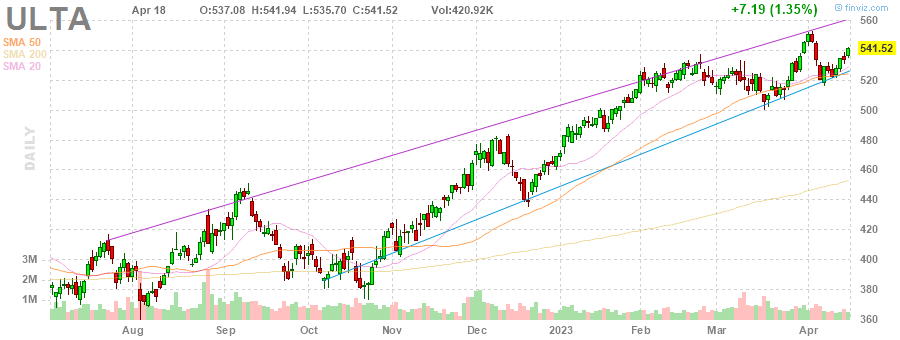 ULTA Apr 18 O:537.08 H:541.94 L:535.70 C:541.52 Vol:420.92K +7.19 (1.35%) finviz.com
SMA 50
SMA 200
SMA 20
DAILY
560
541.52
520
500
480
460
440
420
400
380
360
3M
2M
1M
Aug Sep Oct Nov Dec 2023 Feb Mar Apr